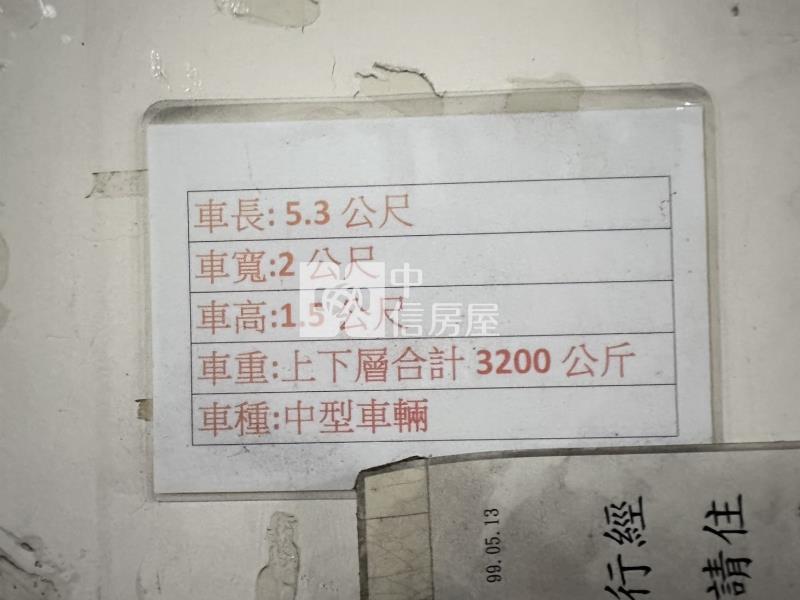 車長: 5.3 公尺
車寬:2 公尺
車高:1.5 公尺
車重:上下層合計 3200 公斤
車種:中型車輛
中信房屋
99.05.13
行經
請住